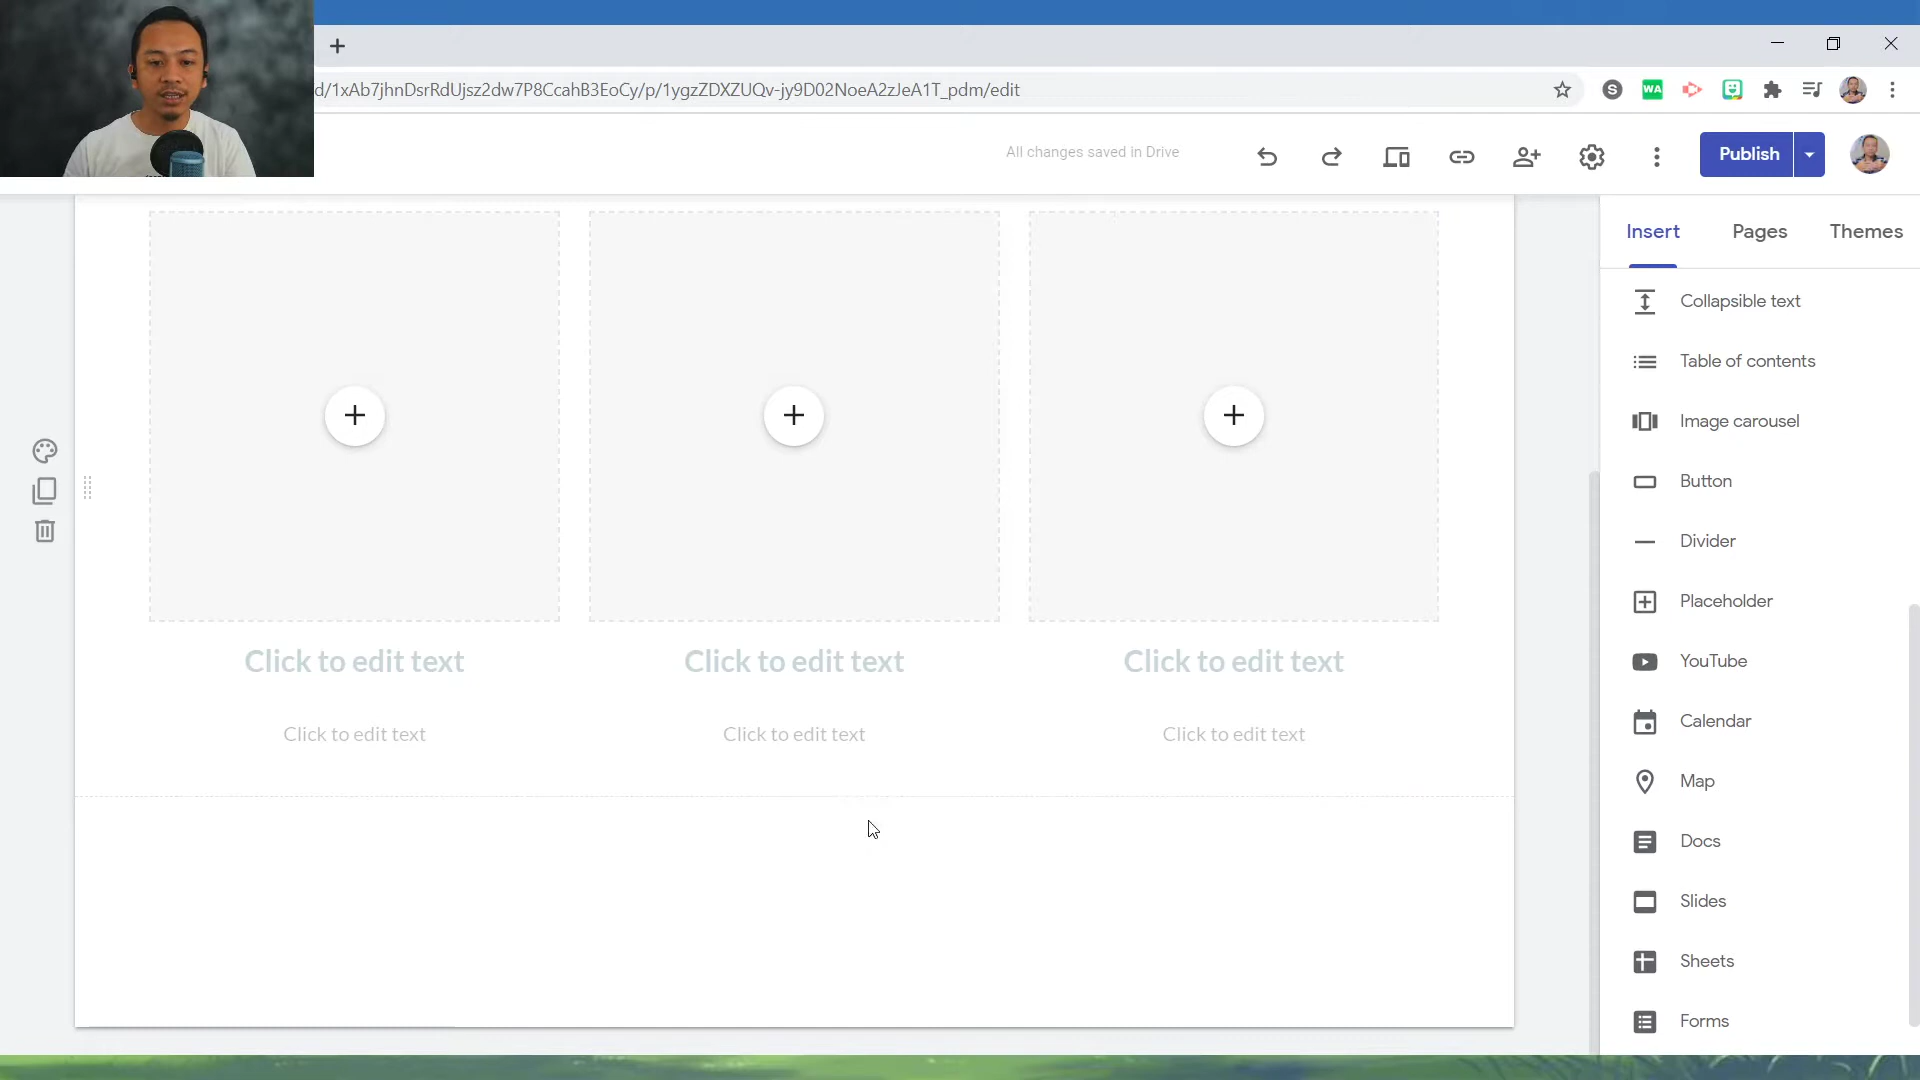 d/1xAb7jhnDsrRdUjsz2dw7P8CcahB3EoCy/p/1ygzZDXZUQv-jy9D02NoeA2zJeA1T_pdm/edit
S
WA
All changes saved in Drive
Publish
Insert
Pages
Themes
Collapsible text
Table of contents
Image carousel
Button
Divider
Placeholder
YouTube
Calendar
Map
Docs
Slides
Sheets
Forms
Click to edit text
Click to edit text
Click to edit text
Click to edit text
Click to edit text
Click to edit text